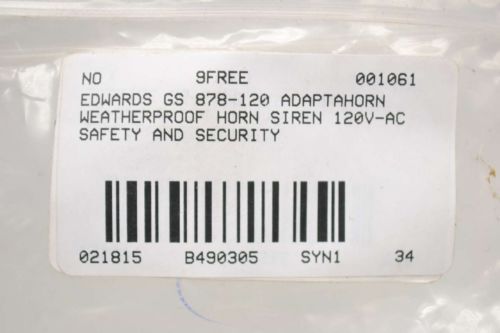 NO 9FREE 001061
EDWARDS GS 878-120 ADAPTAHORN
WEATHERPROOF HORN SIREN 120V-AC
SAFETY AND SECURITY
021815 B490305 SYN1 34